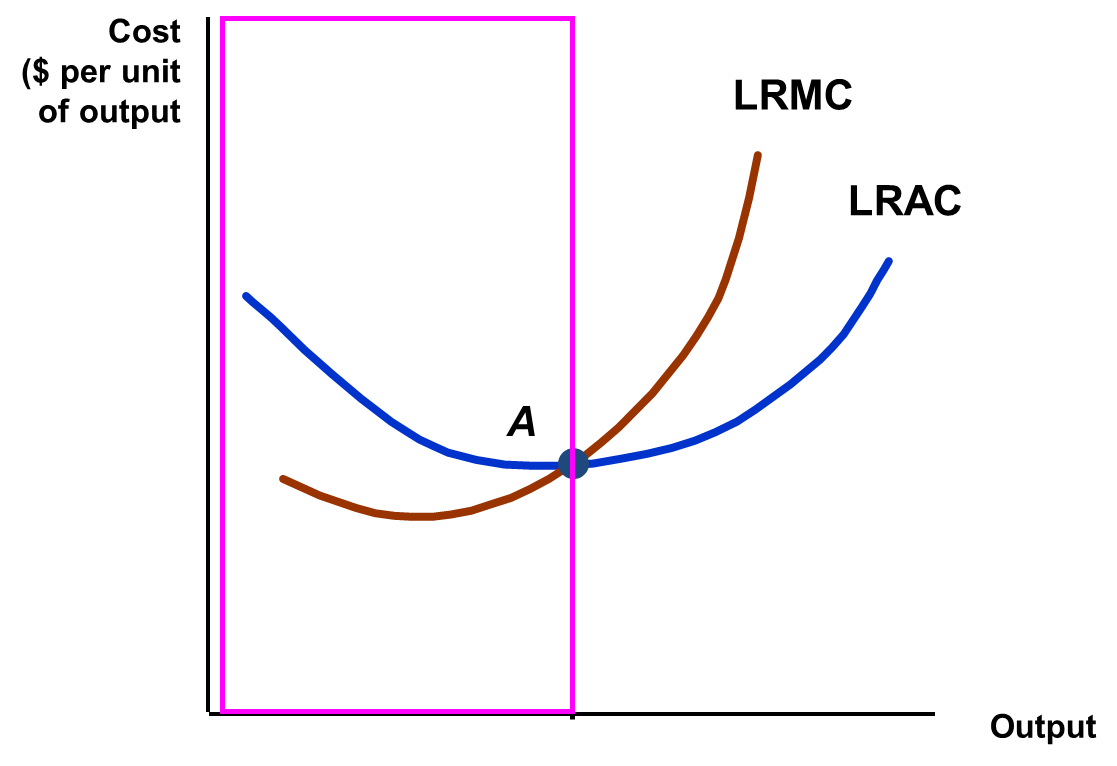 Cost
($ per unit
of output
LRMC
LRAC
A
Output